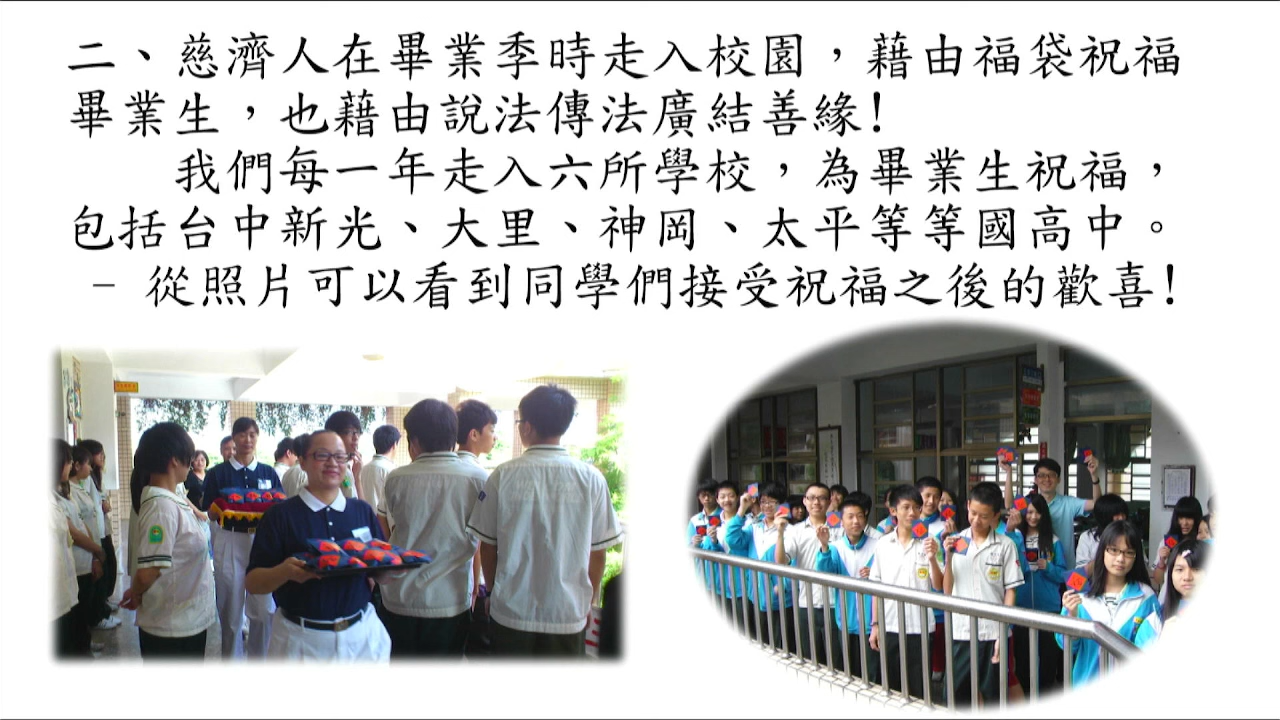 二、慈濟人在畢業季時走入校園，藉由福袋祝福
畢業生，也藉由說法傳法廣結善緣!
我們每一年走入六所學校，為畢業生祝福，
包括台中新光、大里、神岡、太平等等國高中。
– 從照片可以看到同學們接受祝福之後的歡喜!